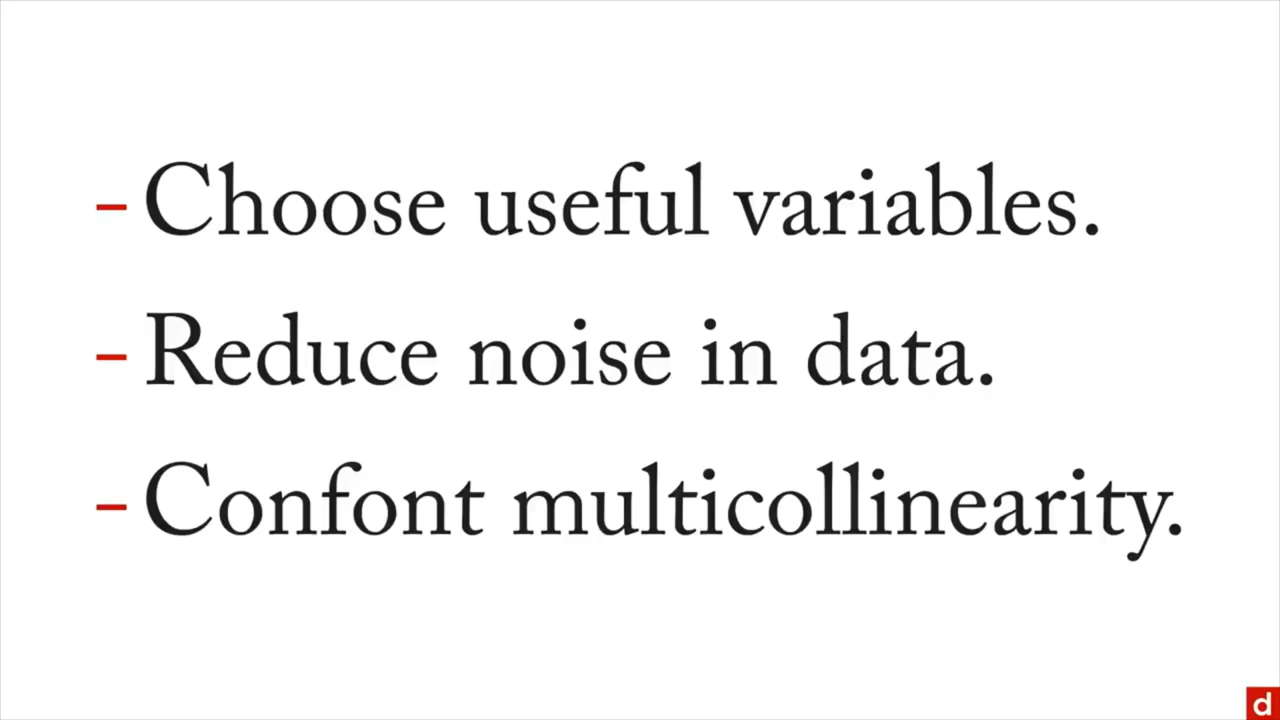 - Choose useful variables.
- Reduce noise in data.
- Confont multicollinearity.
d